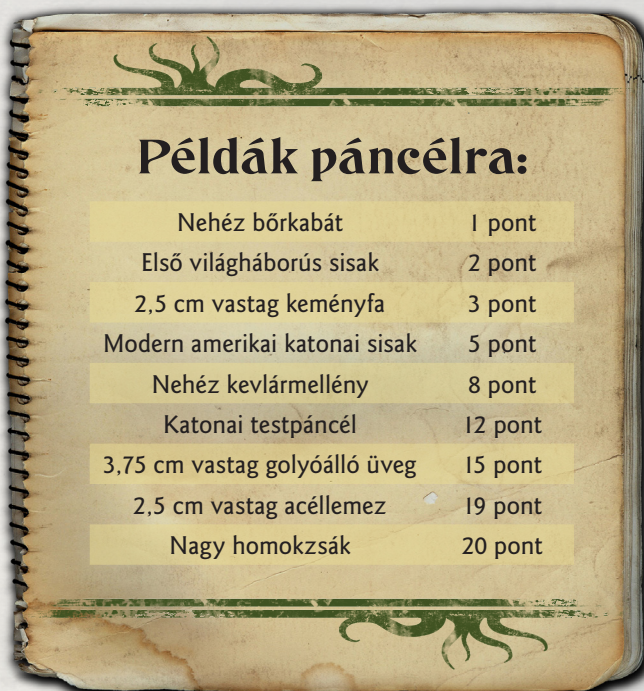 Példák páncélra:
Nehéz bőrkabát 1 pont
Első világháborús sisak 2 pont
2,5 cm vastag keményfa 3 pont
Modern amerikai katonai sisak 5 pont
Nehéz kevlármellény 8 pont
Katonai testpáncél 12 pont
3,75 cm vastag golyóálló üveg 15 pont
2,5 cm vastag acéllemez 19 pont
Nagy homokzsák 20 pont